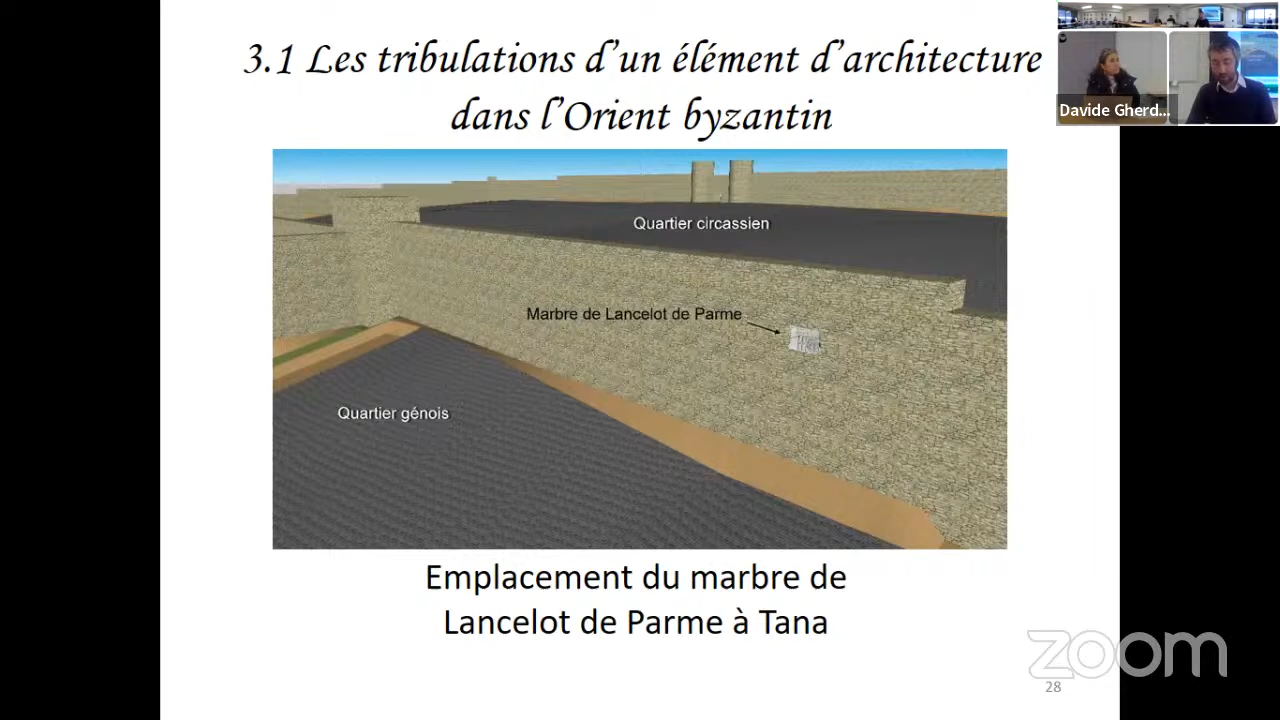 3.1 Les tribulations d'un élément d'architecture
dans l'Orient byzantin
Davide Gherd...
Quartier circassien
Marbre de Lancelot de Parme
Quartier génois
Emplacement du marbre de
Lancelot de Parme à Tana
zoom
28